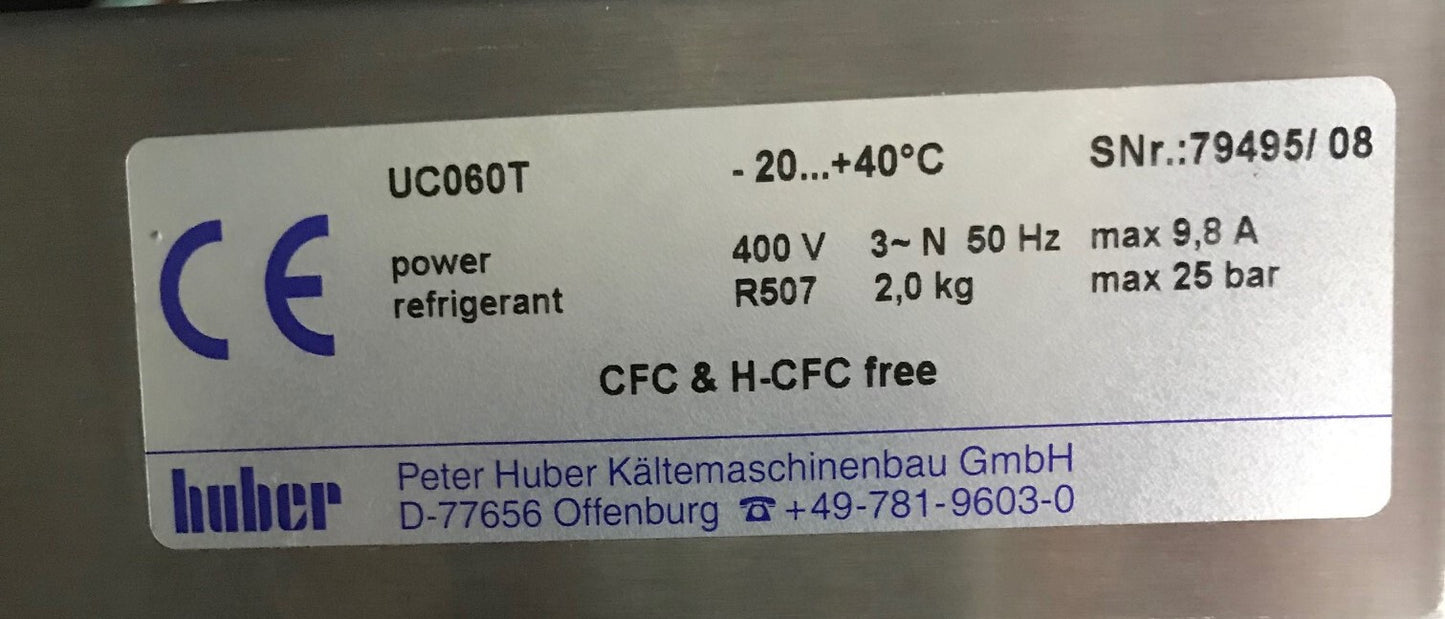 UC060T - 20...+40°C SNr.:79495/ 08
CE
power 400 V 3~ N 50 Hz max 9,8 A
refrigerant R507 2,0 kg max 25 bar
CFC & H-CFC free
huber
Peter Huber Kältemaschinenbau GmbH
D-77656 Offenburg ☎ +49-781-9603-0